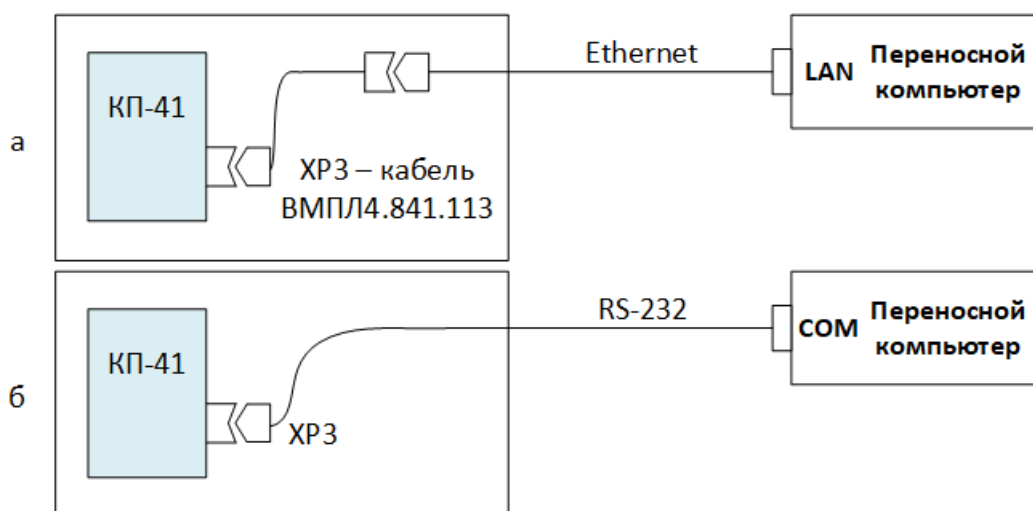 а
КП-41
ХР3 – кабель
ВМПЛ4.841.113
Ethernet
LAN
Переносной
компьютер
б
КП-41
ХР3
RS-232
COM
Переносной
компьютер